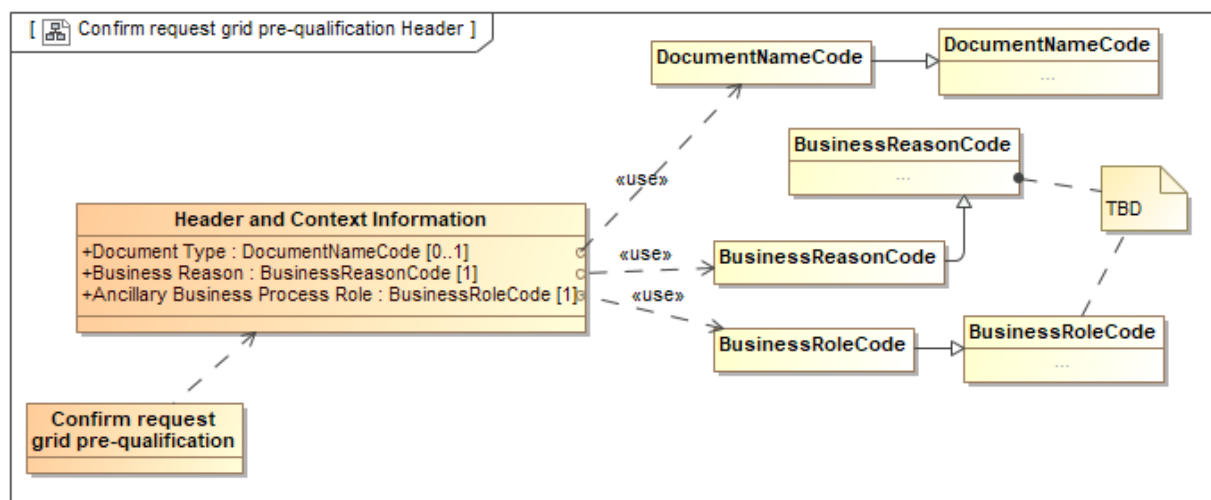 [ Confirm request grid pre-qualification Header ]
DocumentNameCode
DocumentNameCode
...
BusinessReasonCode
...
TBD
«use»
Header and Context Information
+Document Type : DocumentNameCode [0..1]
+Business Reason : BusinessReasonCode [1]
+Ancillary Business Process Role : BusinessRoleCode [1]
«use»
BusinessReasonCode
«use»
BusinessRoleCode
BusinessRoleCode
...
Confirm request
grid pre-qualification